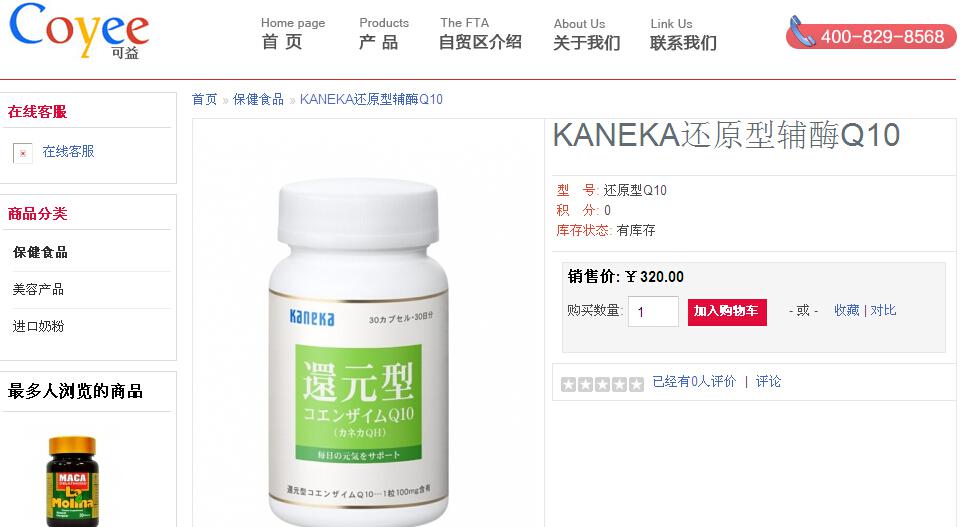 Coyee
可益
Home page
首 页
Products
产 品
The FTA
自贸区介绍
About Us
关于我们
Link Us
联系我们
400-829-8568
在线客服
在线客服
商品分类
保健食品
美容产品
进口奶粉
最多人浏览的商品
MACA
La
Molina
首页 » 保健食品 » KANEKA还原型辅酶Q10
Kaneka
30カプセル・30日分
還元型
コエンザイムQ10
(カネカQH)
毎日の元気をサポート
還元型コエンザイムQ10…1粒100mg含有
KANEKA还原型辅酶Q10
型 号: 还原型Q10
积 分: 0
库存状态: 有库存
销售价: ￥320.00
购买数量: 1 加入购物车 - 或 - 收藏 | 对比
已经有0人评价 | 评论